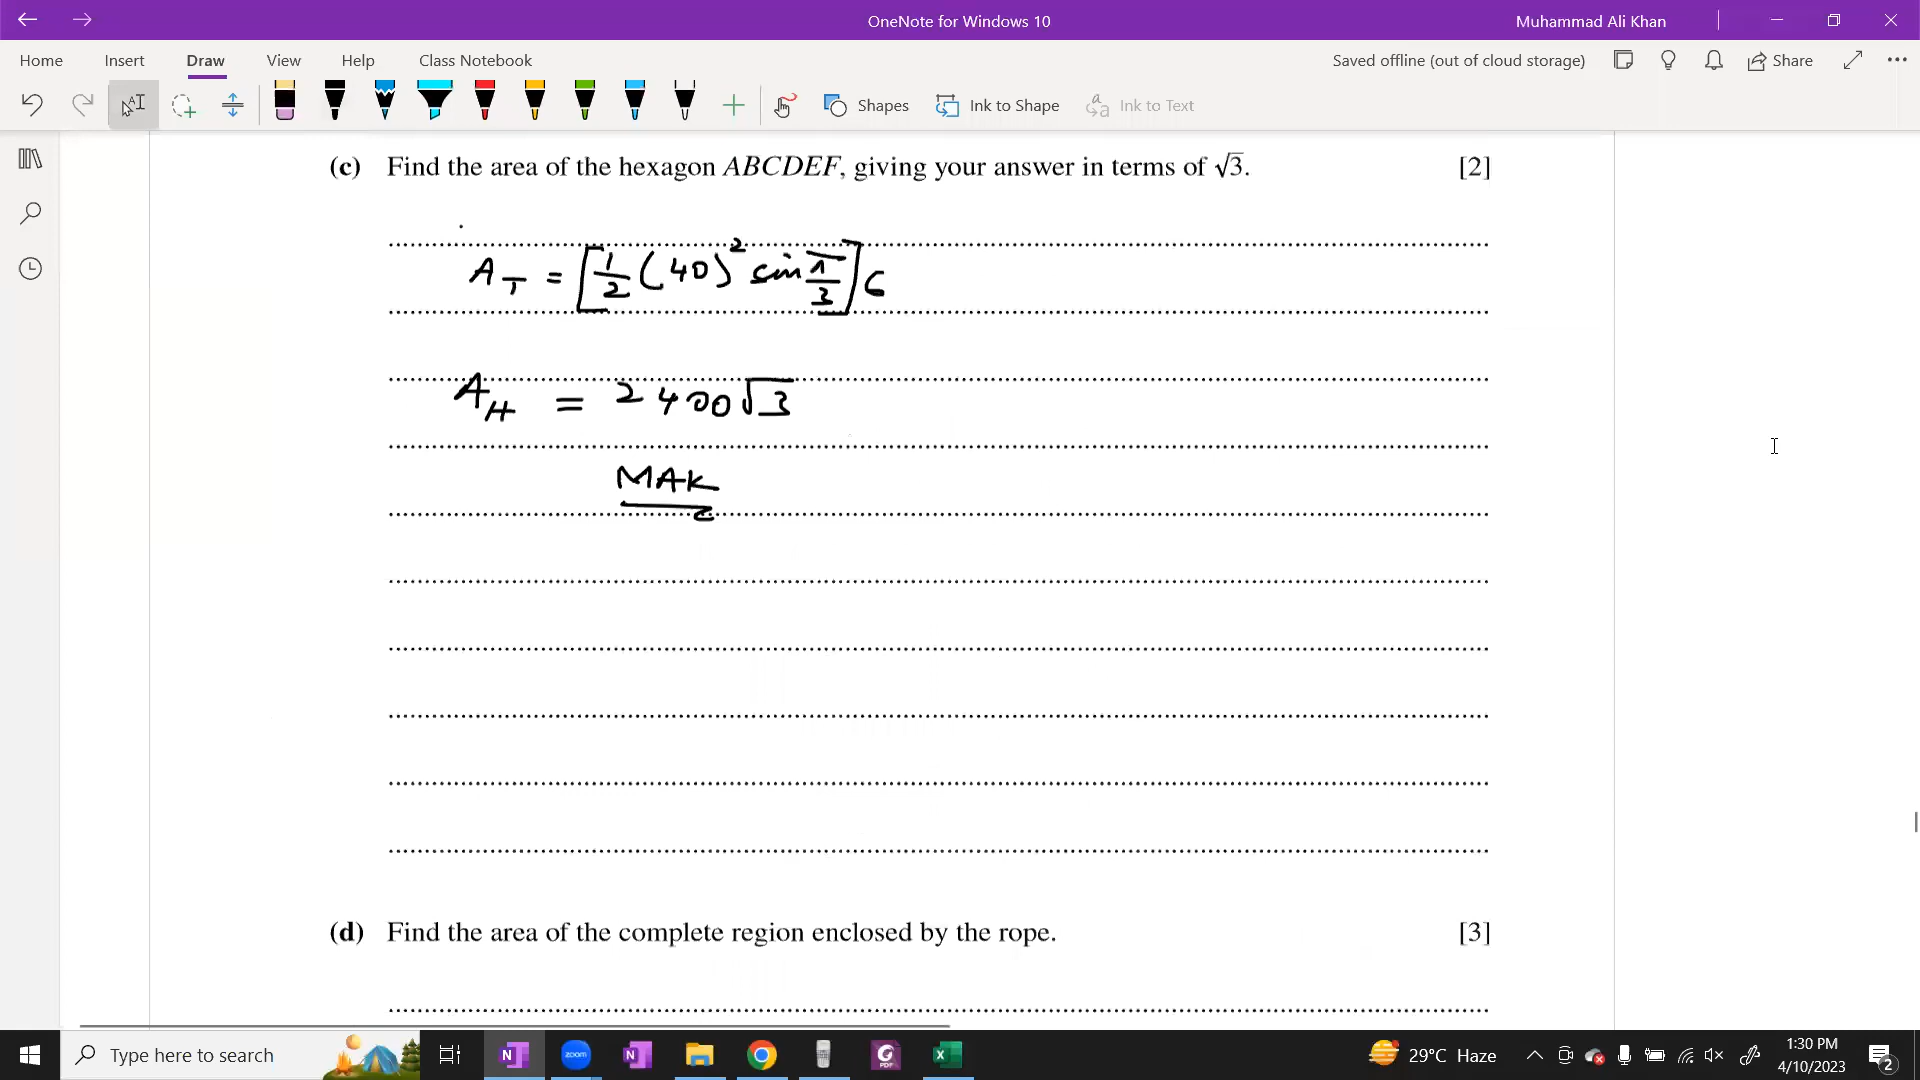 OneNote for Windows 10
Muhammad Ali Khan
Home Insert Draw View Help Class Notebook
Saved offline (out of cloud storage) Share
Shapes Ink to Shape Ink to Text
(c) Find the area of the hexagon ABCDEF, giving your answer in terms of √3. [2]
A_T = [1/2 (40)² sin π/3] 6
A_H = 2400√3
MAK
(d) Find the area of the complete region enclosed by the rope. [3]
Type here to search
zoom
29°C Haze
1:30 PM
4/10/2023
2